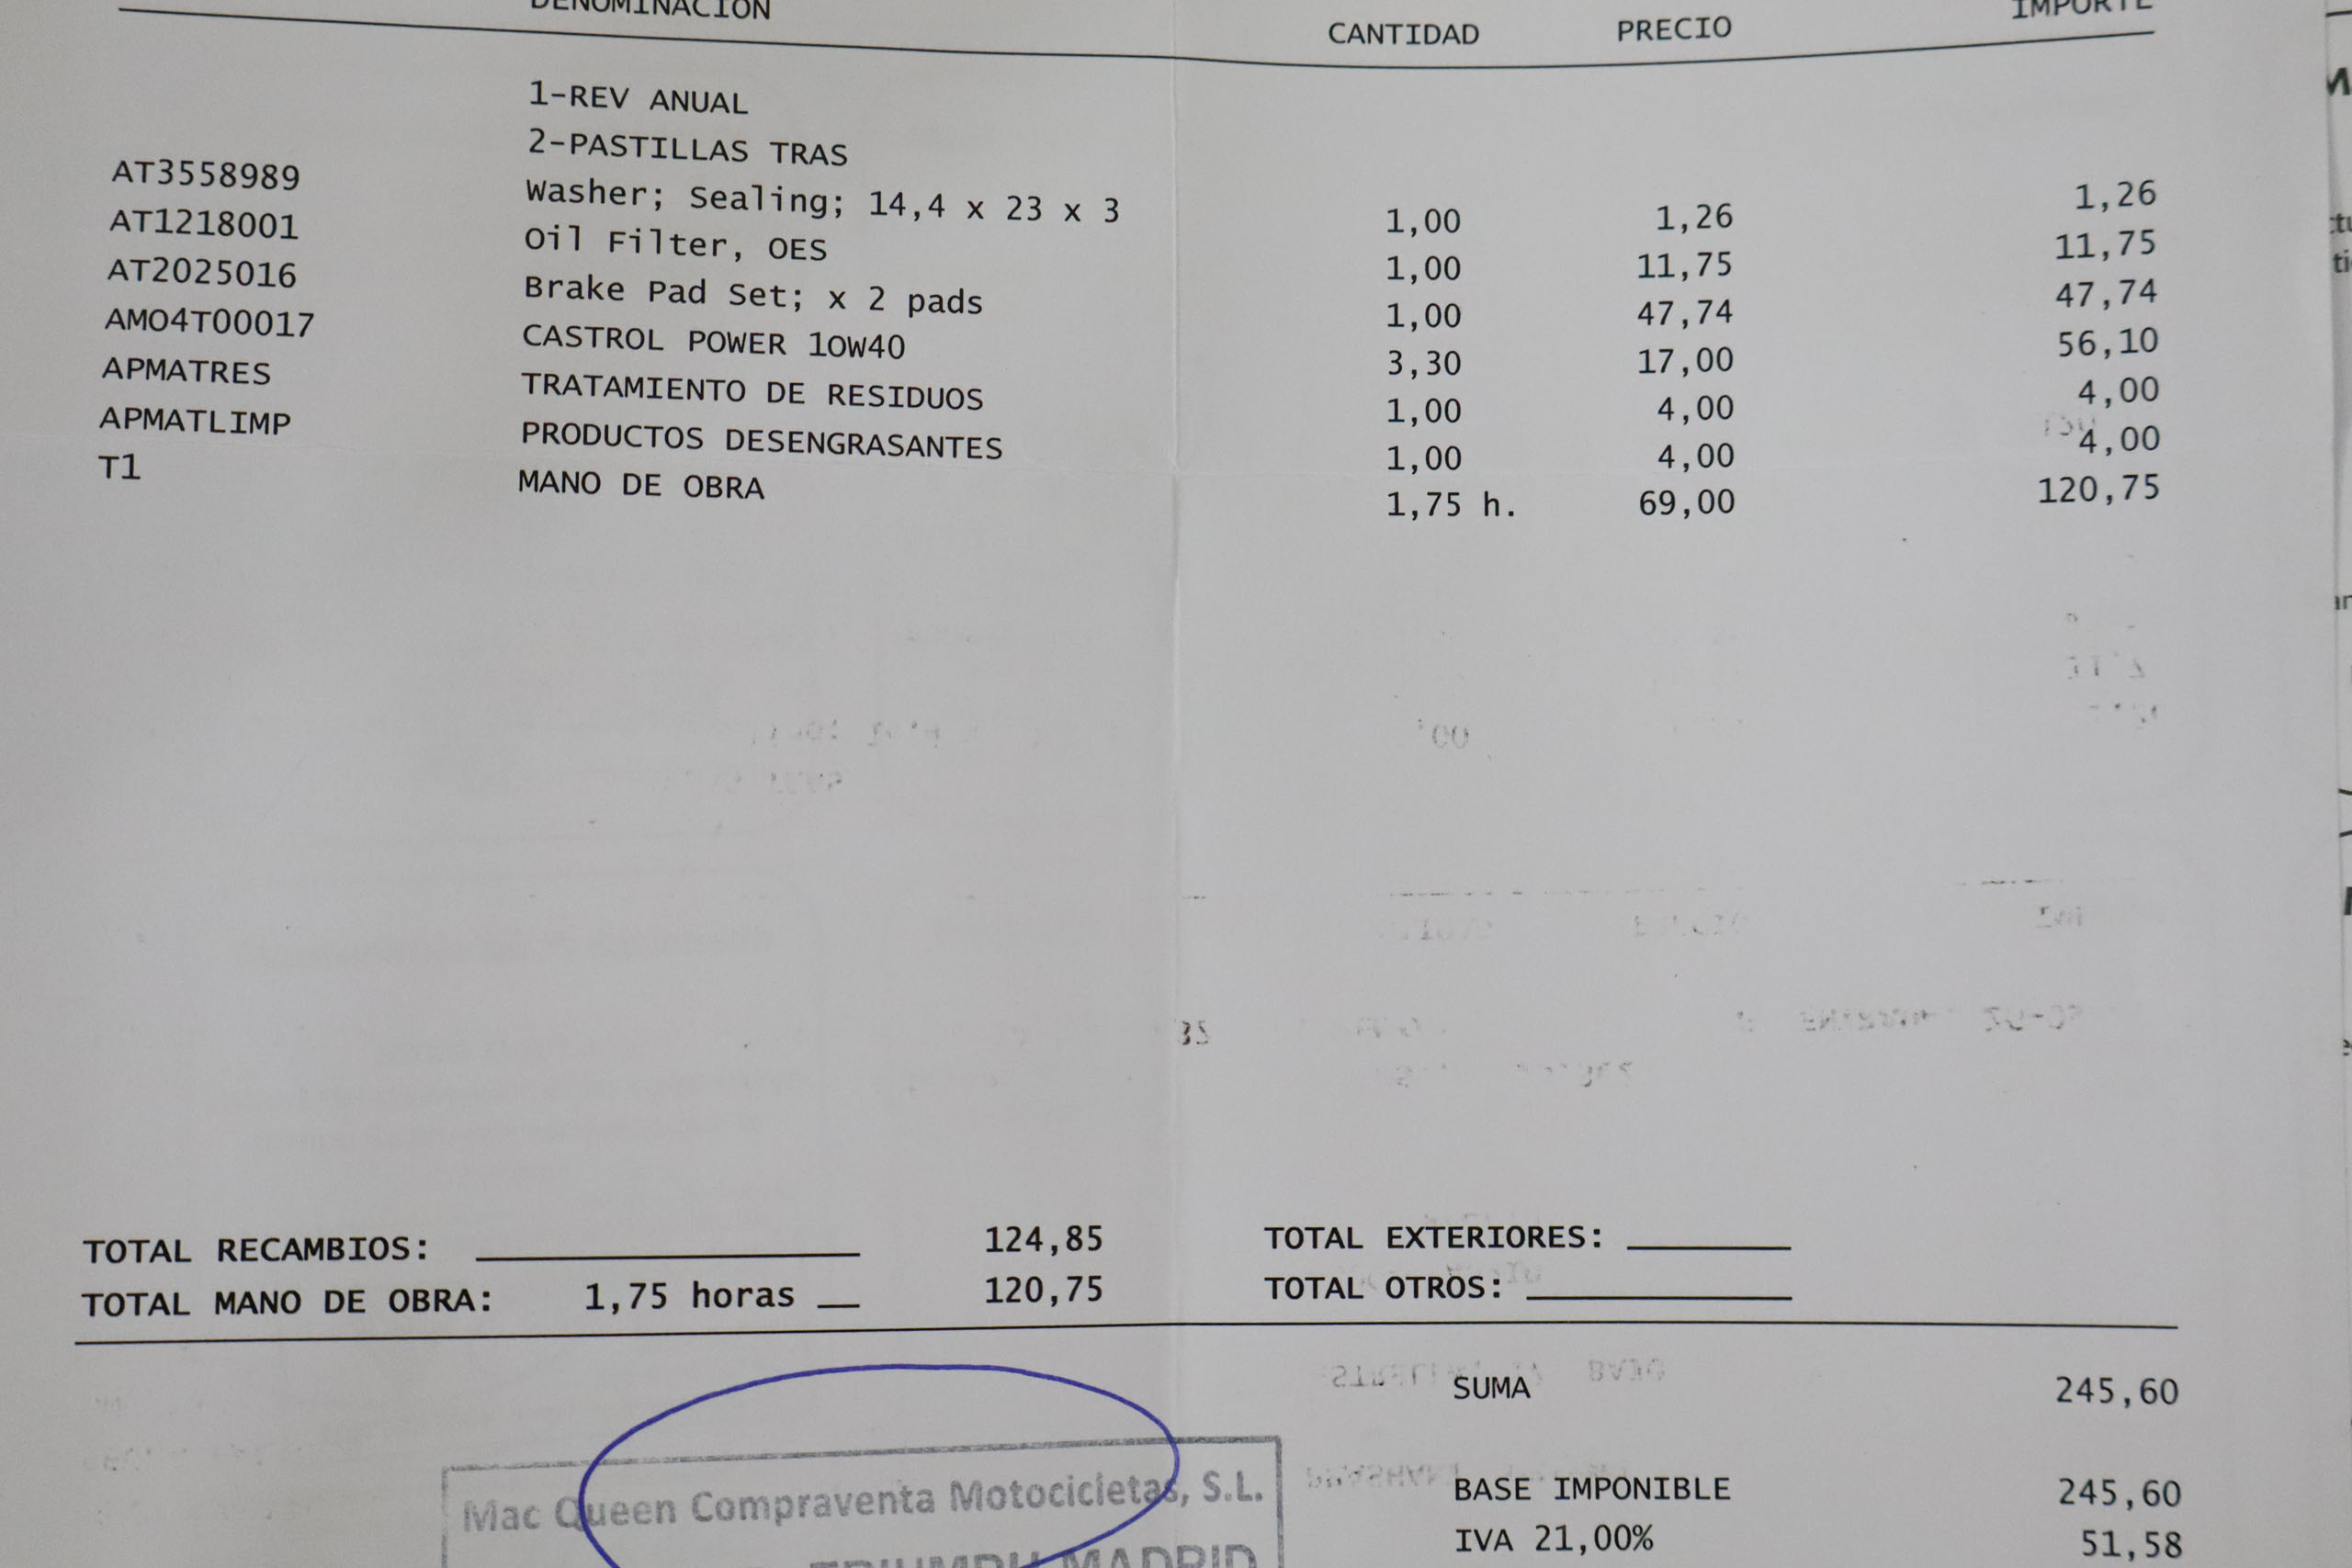 DENOMINACION CANTIDAD PRECIO IMPORTE
1-REV ANUAL
2-PASTILLAS TRAS
AT3558989 Washer; Sealing; 14,4 x 23 x 3 1,00 1,26 1,26
AT1218001 Oil Filter, OES 1,00 11,75 11,75
AT2025016 Brake Pad Set; x 2 pads 1,00 47,74 47,74
AMO4T00017 CASTROL POWER 10W40 3,30 17,00 56,10
APMATRES TRATAMIENTO DE RESIDUOS 1,00 4,00 4,00
APMATLIMP PRODUCTOS DESENGRASANTES 1,00 4,00 4,00
T1 MANO DE OBRA 1,75 h. 69,00 120,75
TOTAL RECAMBIOS: 124,85 TOTAL EXTERIORES:
TOTAL MANO DE OBRA: 1,75 horas 120,75 TOTAL OTROS:
SUMA 245,60
Mac Queen Compraventa Motocicletas, S.L.
BASE IMPONIBLE 245,60
IVA 21,00% 51,58
TRIUMPH MADRID